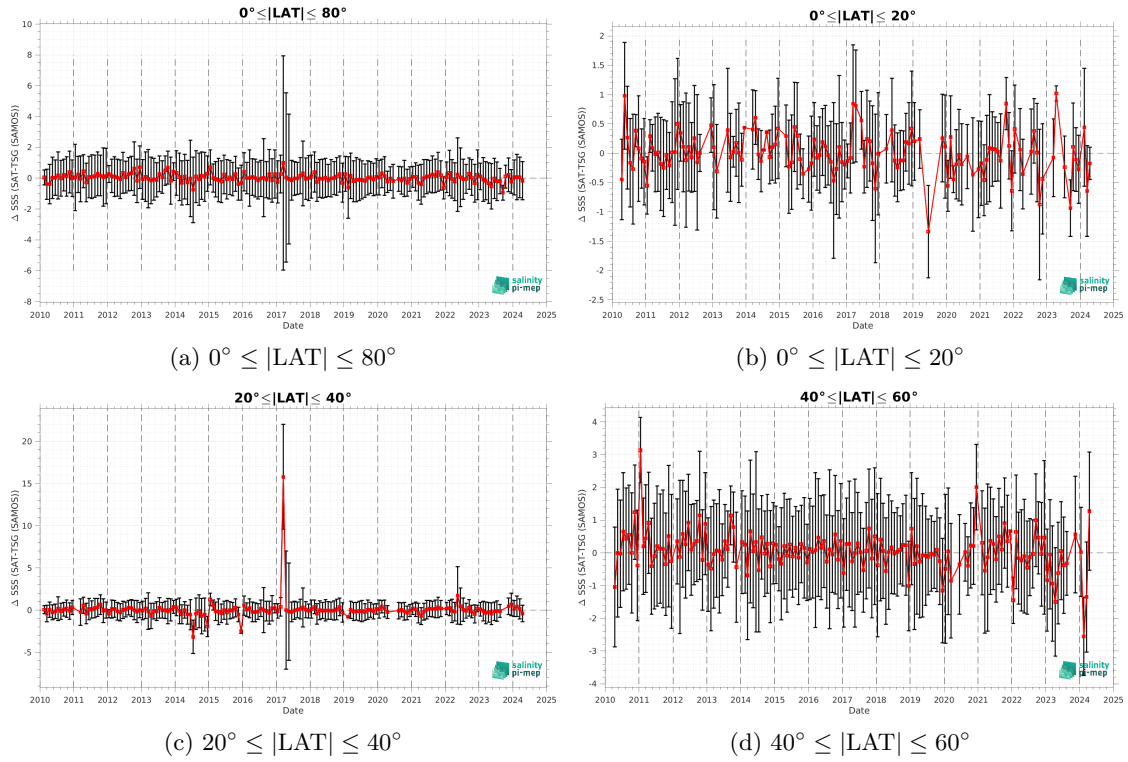 0°≤|LAT|≤ 80°
Δ SSS (SAT-TSG (SAMOS))
10
8
6
4
2
0
-2
-4
-6
-8
2010 2011 2012 2013 2014 2015 2016 2017 2018 2019 2020 2021 2022 2023 2024 2025
Date
salinity
pi-mep
(a) 0° ≤ |LAT| ≤ 80°
0°≤|LAT|≤ 20°
Δ SSS (SAT-TSG (SAMOS))
2
1.5
1
0.5
0
-0.5
-1
-1.5
-2
-2.5
2010 2011 2012 2013 2014 2015 2016 2017 2018 2019 2020 2021 2022 2023 2024 2025
Date
salinity
pi-mep
(b) 0° ≤ |LAT| ≤ 20°
20°≤|LAT|≤ 40°
Δ SSS (SAT-TSG (SAMOS))
20
15
10
5
0
-5
2010 2011 2012 2013 2014 2015 2016 2017 2018 2019 2020 2021 2022 2023 2024 2025
Date
salinity
pi-mep
(c) 20° ≤ |LAT| ≤ 40°
40°≤|LAT|≤ 60°
Δ SSS (SAT-TSG (SAMOS))
4
3
2
1
0
-1
-2
-3
-4
2010 2011 2012 2013 2014 2015 2016 2017 2018 2019 2020 2021 2022 2023 2024 2025
Date
salinity
pi-mep
(d) 40° ≤ |LAT| ≤ 60°